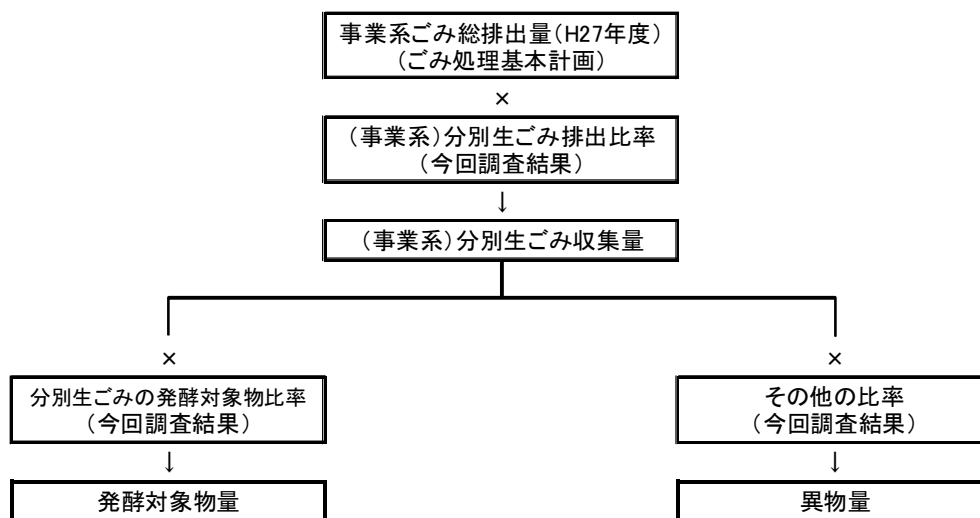 事業系ごみ総排出量(H27年度)
(ごみ処理基本計画)
×
(事業系)分別生ごみ排出比率
(今回調査結果)
↓
(事業系)分別生ごみ収集量
×
×
分別生ごみの発酵対象物比率
(今回調査結果)
その他の比率
(今回調査結果)
↓
↓
発酵対象物量
異物量